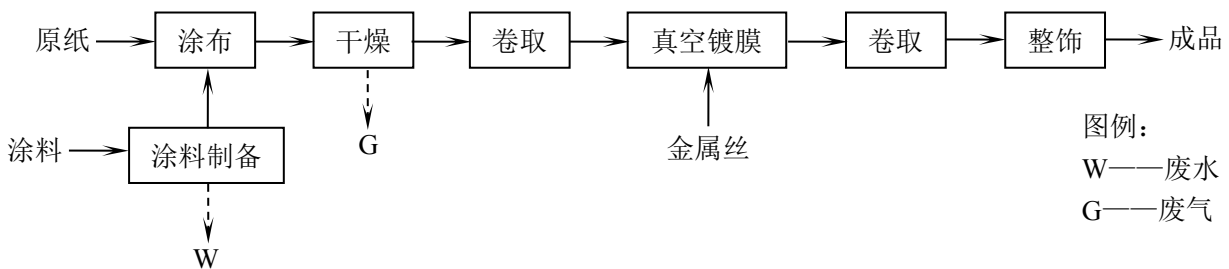 原纸 涂布 干燥 卷取 真空镀膜 卷取 整饰 成品
涂料 涂料制备 G 金属丝
W
图例：
W——废水
G——废气